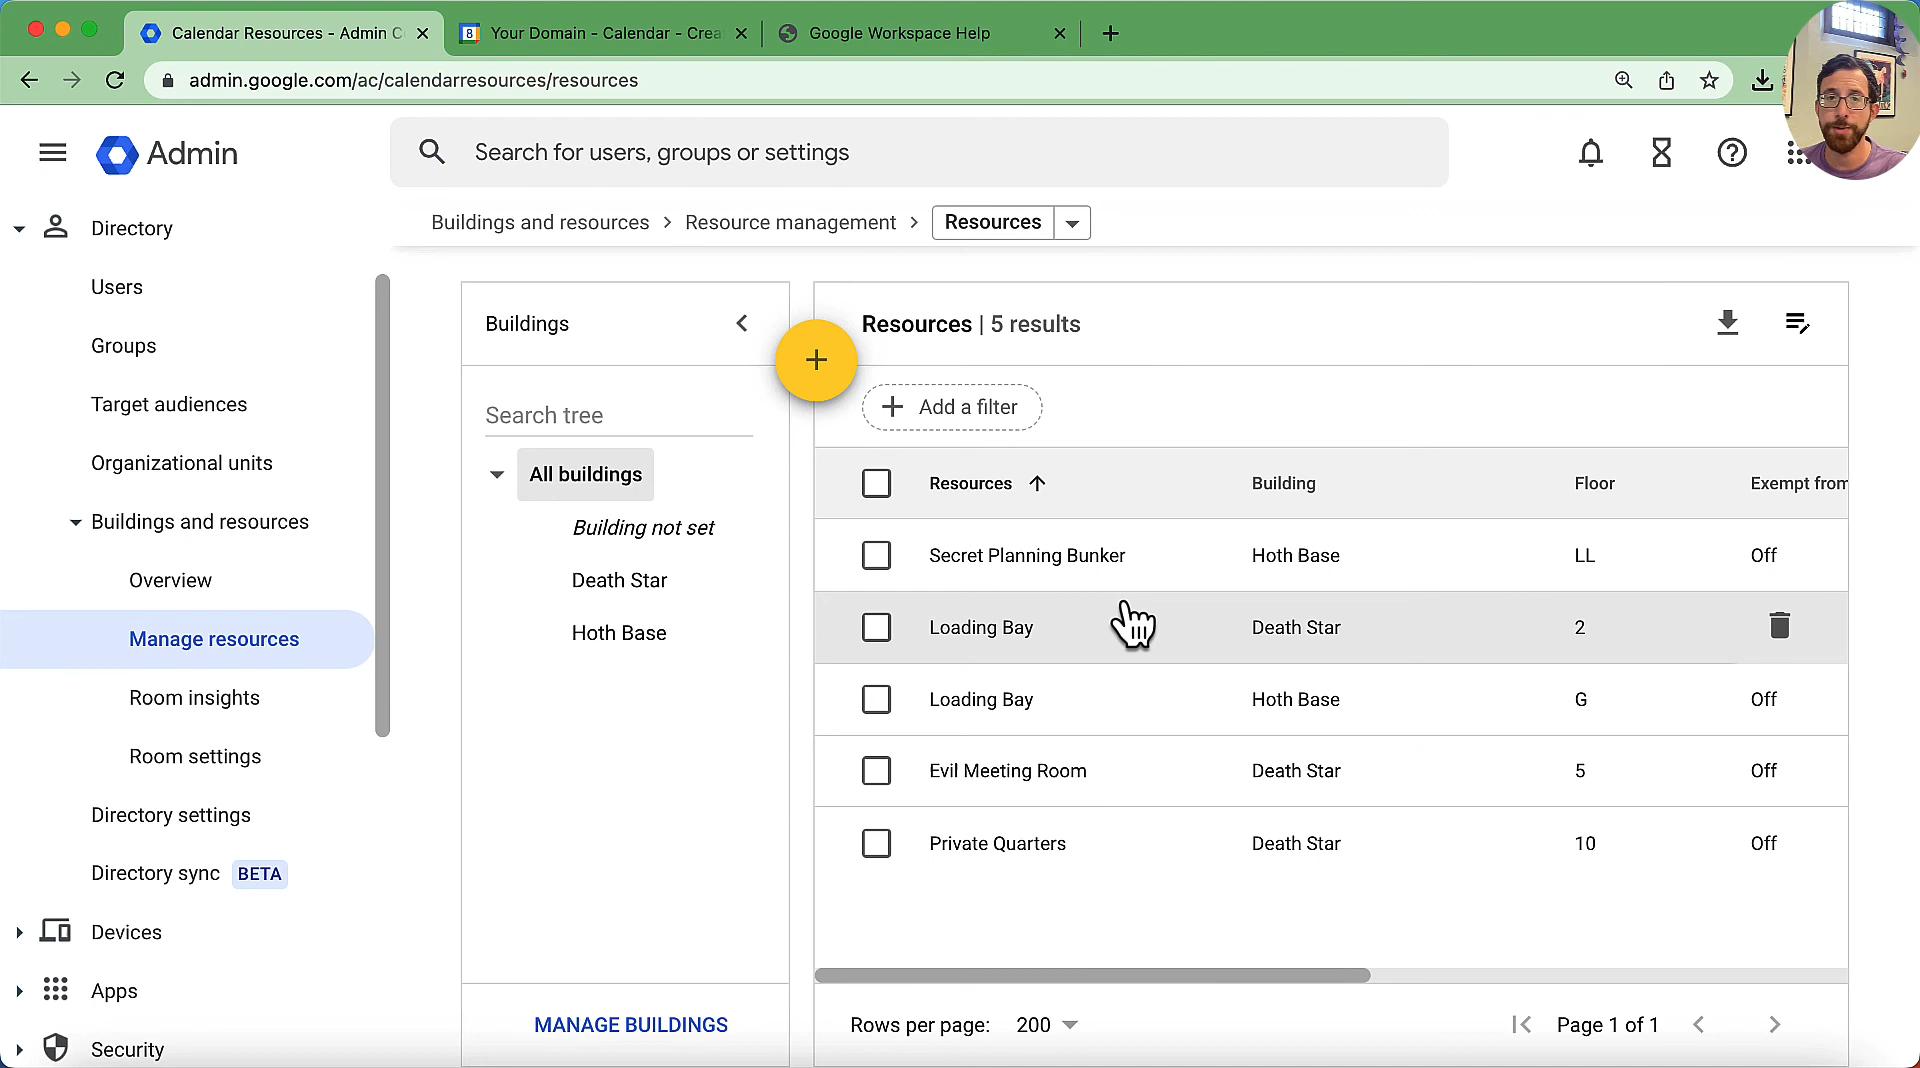 Calendar Resources - Admin C
8 Your Domain - Calendar - Crea
Google Workspace Help
admin.google.com/ac/calendarresources/resources
Admin
Search for users, groups or settings
Directory
Users
Groups
Target audiences
Organizational units
Buildings and resources
Overview
Manage resources
Room insights
Room settings
Directory settings
Directory sync BETA
Devices
Apps
Security
Buildings and resources > Resource management > Resources
Buildings
Search tree
All buildings
Building not set
Death Star
Hoth Base
MANAGE BUILDINGS
Resources | 5 results
Add a filter
Resources Building Floor Exempt from
Secret Planning Bunker Hoth Base LL Off
Loading Bay Death Star 2
Loading Bay Hoth Base G Off
Evil Meeting Room Death Star 5 Off
Private Quarters Death Star 10 Off
Rows per page: 200 Page 1 of 1